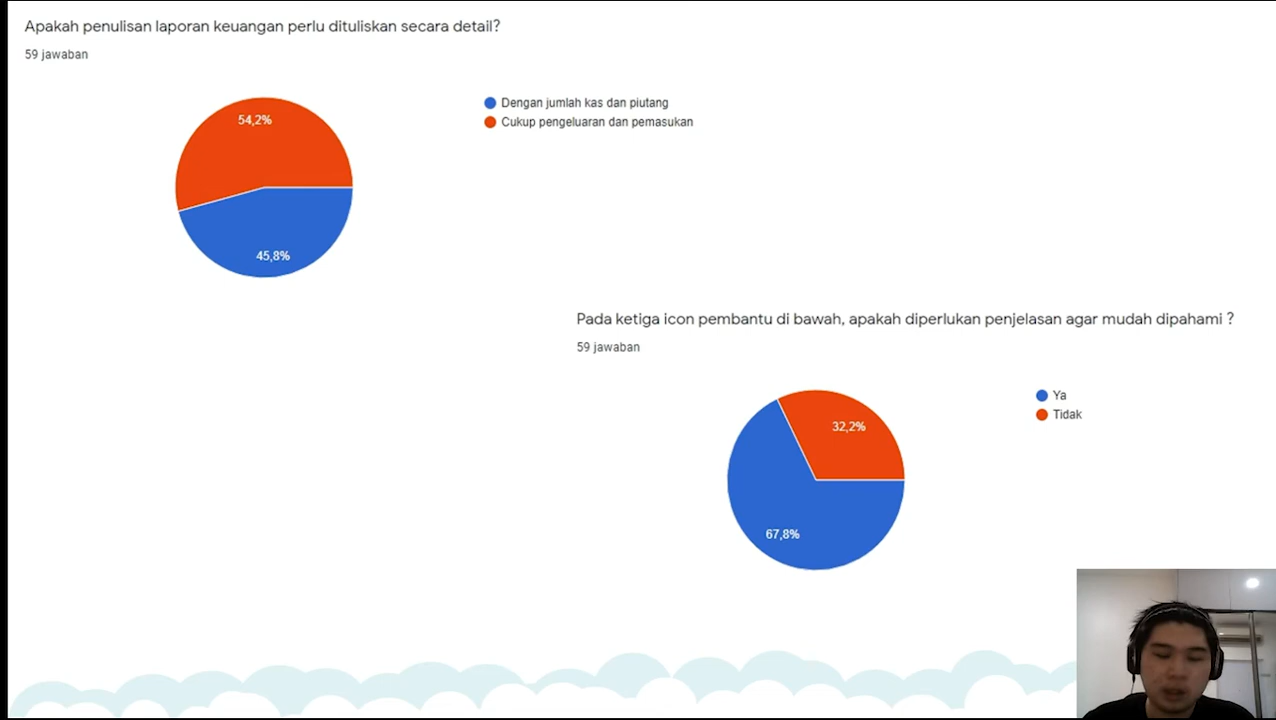 Apakah penulisan laporan keuangan perlu dituliskan secara detail?
59 jawaban
54,2%
45,8%
Dengan jumlah kas dan piutang
Cukup pengeluaran dan pemasukan
Pada ketiga icon pembantu di bawah, apakah diperlukan penjelasan agar mudah dipahami ?
59 jawaban
32,2%
67,8%
Ya
Tidak